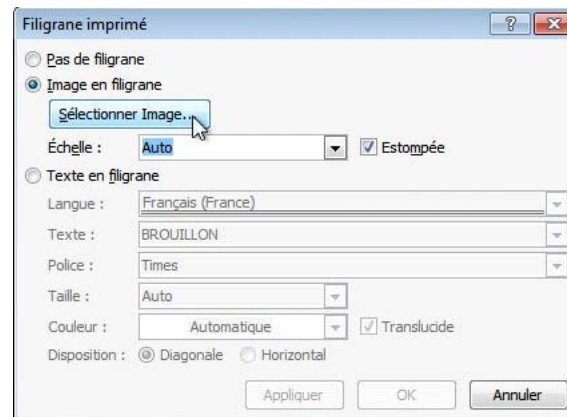 Filigrane imprimé
Pas de filigrane
Image en filigrane
Sélectionner Image...
Échelle : Auto Estompée
Texte en filigrane
Langue : Français (France)
Texte : BROUILLON
Police : Times
Taille : Auto
Couleur : Automatique Translucide
Disposition : Diagonale Horizontal
Appliquer OK Annuler